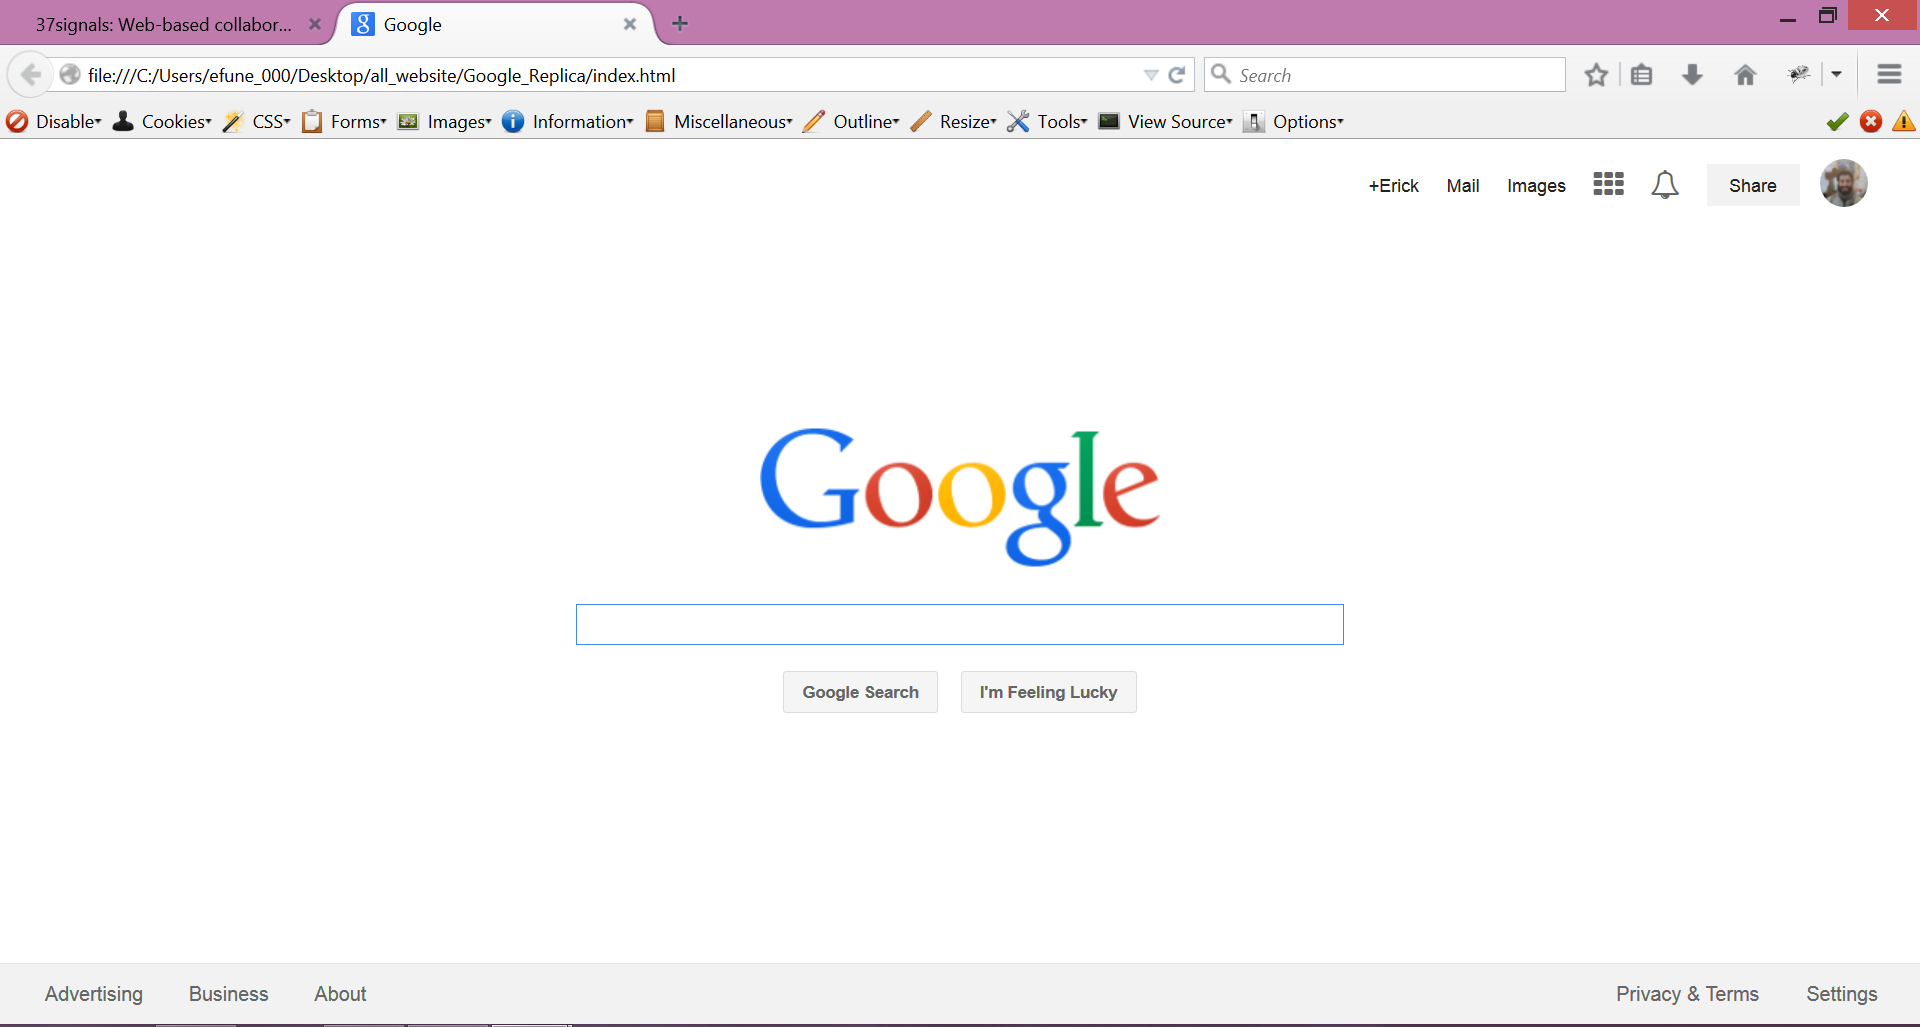 37signals: Web-based collabor...
Google
file:///C:/Users/efune_000/Desktop/all_website/Google_Replica/index.html
Search
Disable
Cookies
CSS
Forms
Images
Information
Miscellaneous
Outline
Resize
Tools
View Source
Options
+Erick
Mail
Images
Share
Google
Google Search
I'm Feeling Lucky
Advertising
Business
About
Privacy & Terms
Settings